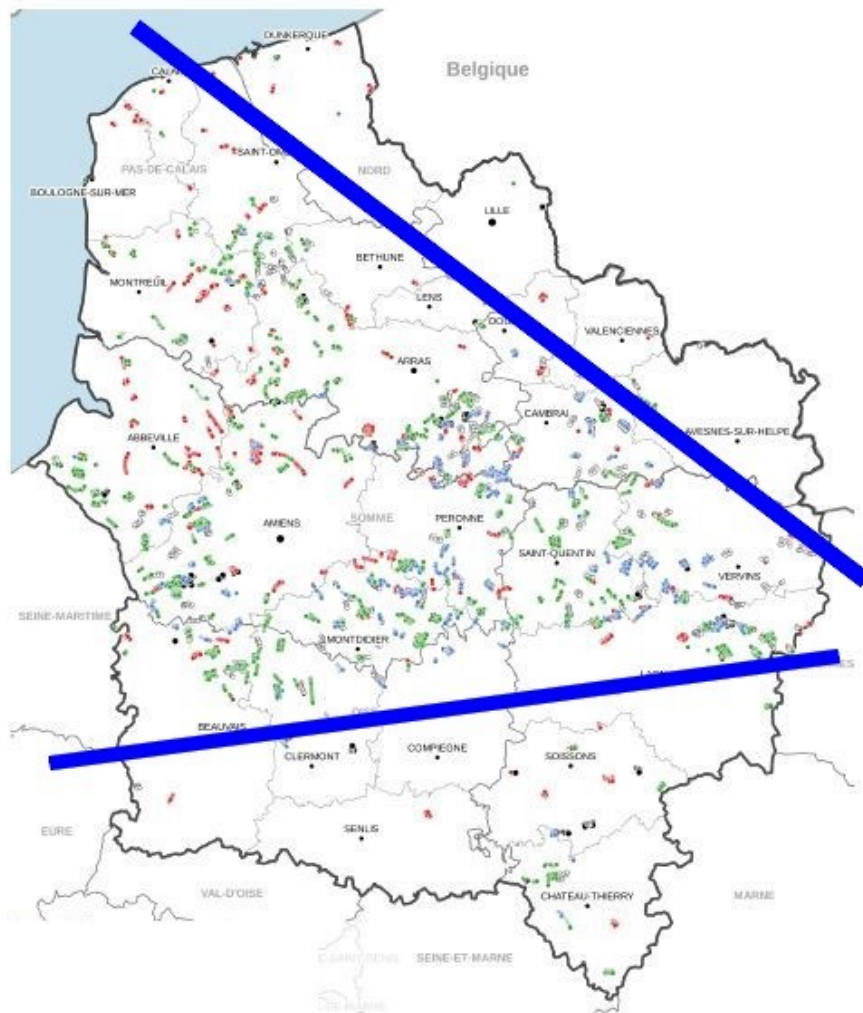 DUNKERQUE
Belgique
PAS-DE-CALAIS
NORD
BOULOGNE-SUR-MER
LILLE
BETHUNE
MONTREUIL
LENS
VALENCIENNES
ARRAS
CAMBRAI
AVESNES-SUR-HELPE
ABBEVILLE
AMIENS
SOMME
PERONNE
SAINT-QUENTIN
VERVINS
SEINE-MARITIME
MONTDIDIER
BEAUVAIS
CLERMONT
COMPIEGNE
SOISSONS
EURE
SENLIS
VAL-D'OISE
CHATEAU-THIERRY
MARNE
SEINE-ET-MARNE